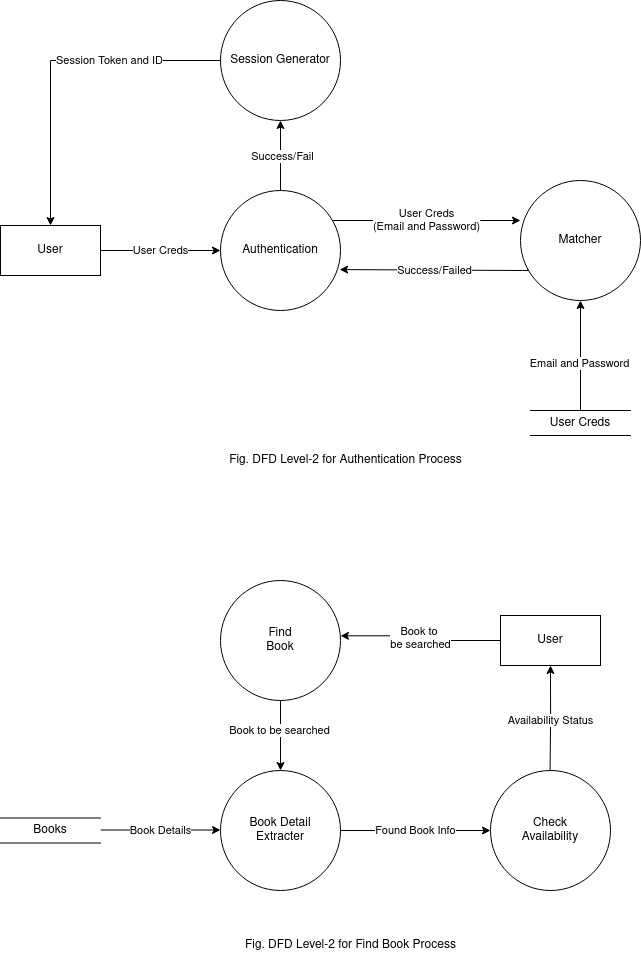 Session Token and ID
Session Generator
Success/Fail
User
User Creds
Authentication
User Creds
(Email and Password)
Matcher
Success/Failed
Email and Password
User Creds
Fig. DFD Level-2 for Authentication Process
Find
Book
Book to
be searched
User
Book to be searched
Availability Status
Books
Book Details
Book Detail
Extracter
Found Book Info
Check
Availability
Fig. DFD Level-2 for Find Book Process